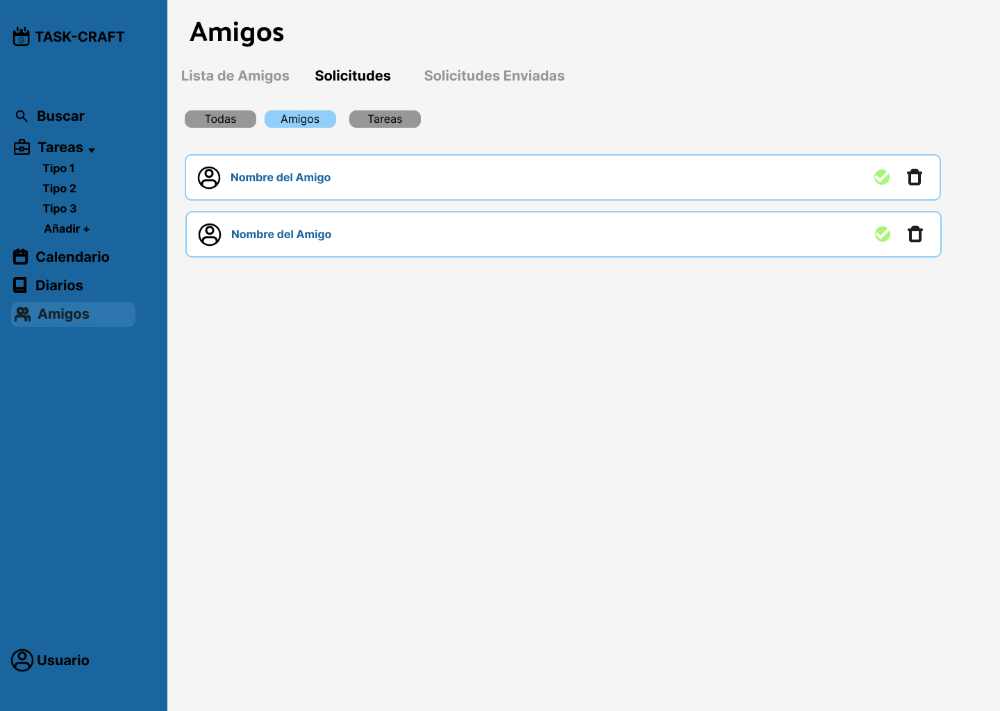 TASK-CRAFT
Buscar
Tareas
Tipo 1
Tipo 2
Tipo 3
Añadir +
Calendario
Diarios
Amigos
Usuario
Amigos
Lista de Amigos Solicitudes Solicitudes Enviadas
Todas Amigos Tareas
Nombre del Amigo
Nombre del Amigo